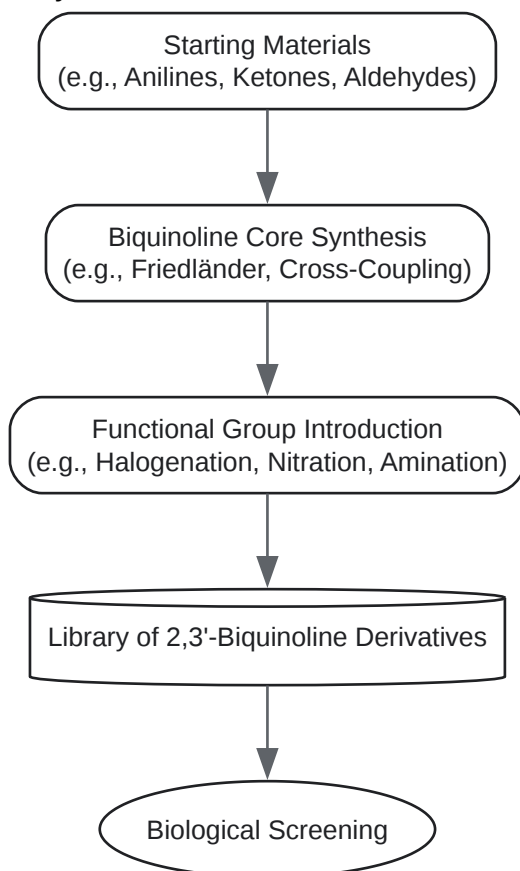 Starting Materials
(e.g., Anilines, Ketones, Aldehydes)
Biquinoline Core Synthesis
(e.g., Friedländer, Cross-Coupling)
Functional Group Introduction
(e.g., Halogenation, Nitration, Amination)
Library of 2,3'-Biquinoline Derivatives
Biological Screening